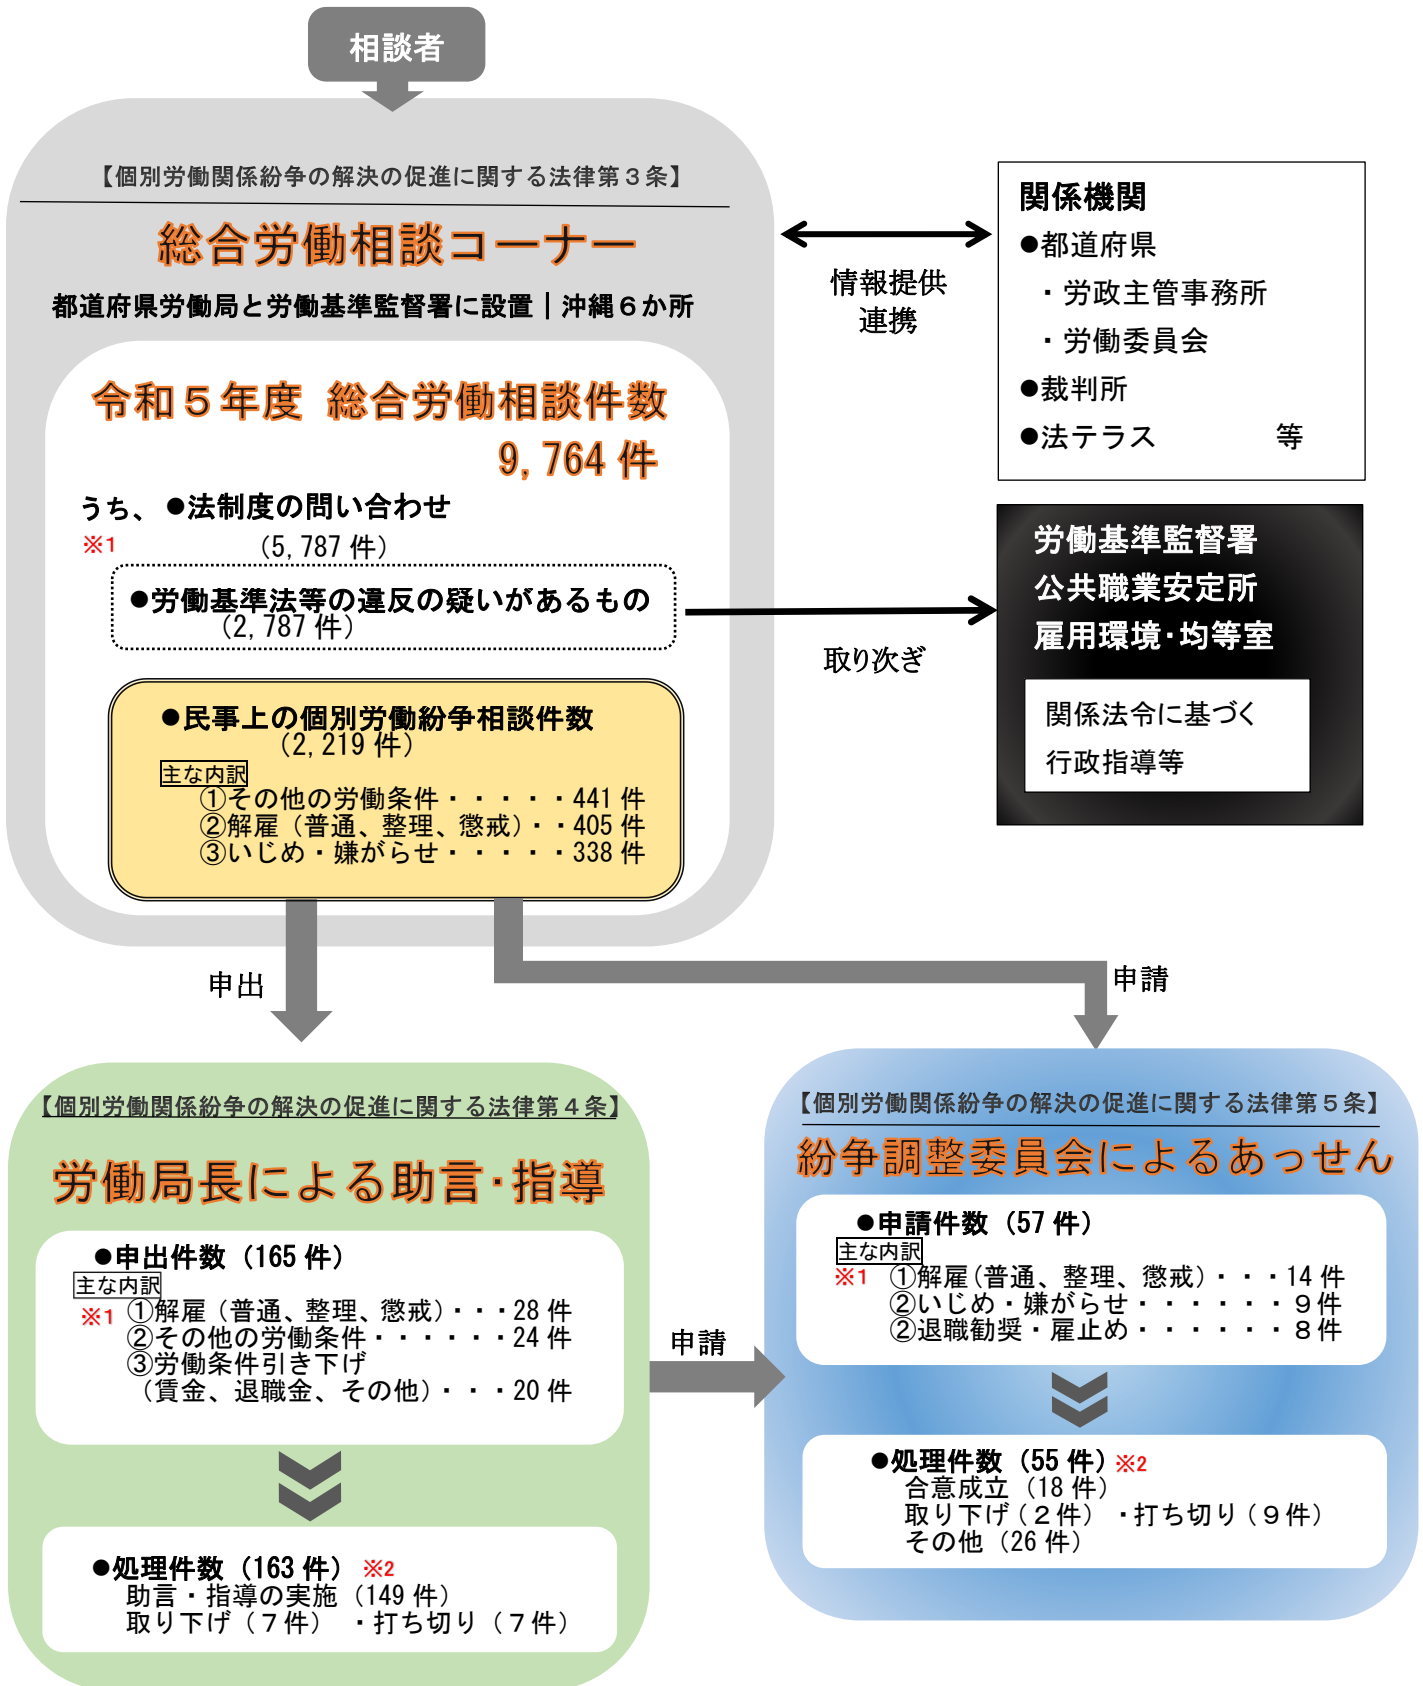 相談者
【個別労働関係紛争の解決の促進に関する法律第３条】
総合労働相談コーナー
都道府県労働局と労働基準監督署に設置｜沖縄６か所
令和５年度 総合労働相談件数
9,764 件
うち、 ●法制度の問い合わせ
※1 （5,787 件）
●労働基準法等の違反の疑いがあるもの
（2,787 件）
●民事上の個別労働紛争相談件数
（2,219 件）
主な内訳
①その他の労働条件・・・・・441 件
②解雇（普通、整理、懲戒）・・405 件
③いじめ・嫌がらせ・・・・・338 件
情報提供
連携
関係機関
●都道府県
・労政主管事務所
・労働委員会
●裁判所
●法テラス 等
取り次ぎ
労働基準監督署
公共職業安定所
雇用環境・均等室
関係法令に基づく
行政指導等
申出
申請
【個別労働関係紛争の解決の促進に関する法律第４条】
労働局長による助言・指導
●申出件数（165 件）
主な内訳
※1 ①解雇（普通、整理、懲戒）・・・28 件
②その他の労働条件・・・・・・24 件
③労働条件引き下げ
（賃金、退職金、その他）・・・20 件
●処理件数（163 件） ※2
助言・指導の実施（149 件）
取り下げ（７件） ・打ち切り（７件）
申請
【個別労働関係紛争の解決の促進に関する法律第５条】
紛争調整委員会によるあっせん
●申請件数（57 件）
主な内訳
※1 ①解雇（普通、整理、懲戒）・・・14 件
②いじめ・嫌がらせ・・・・・・９件
②退職勧奨・雇止め・・・・・・８件
●処理件数（55 件）※2
合意成立（18 件）
取り下げ（２件） ・打ち切り（９件）
その他（26 件）